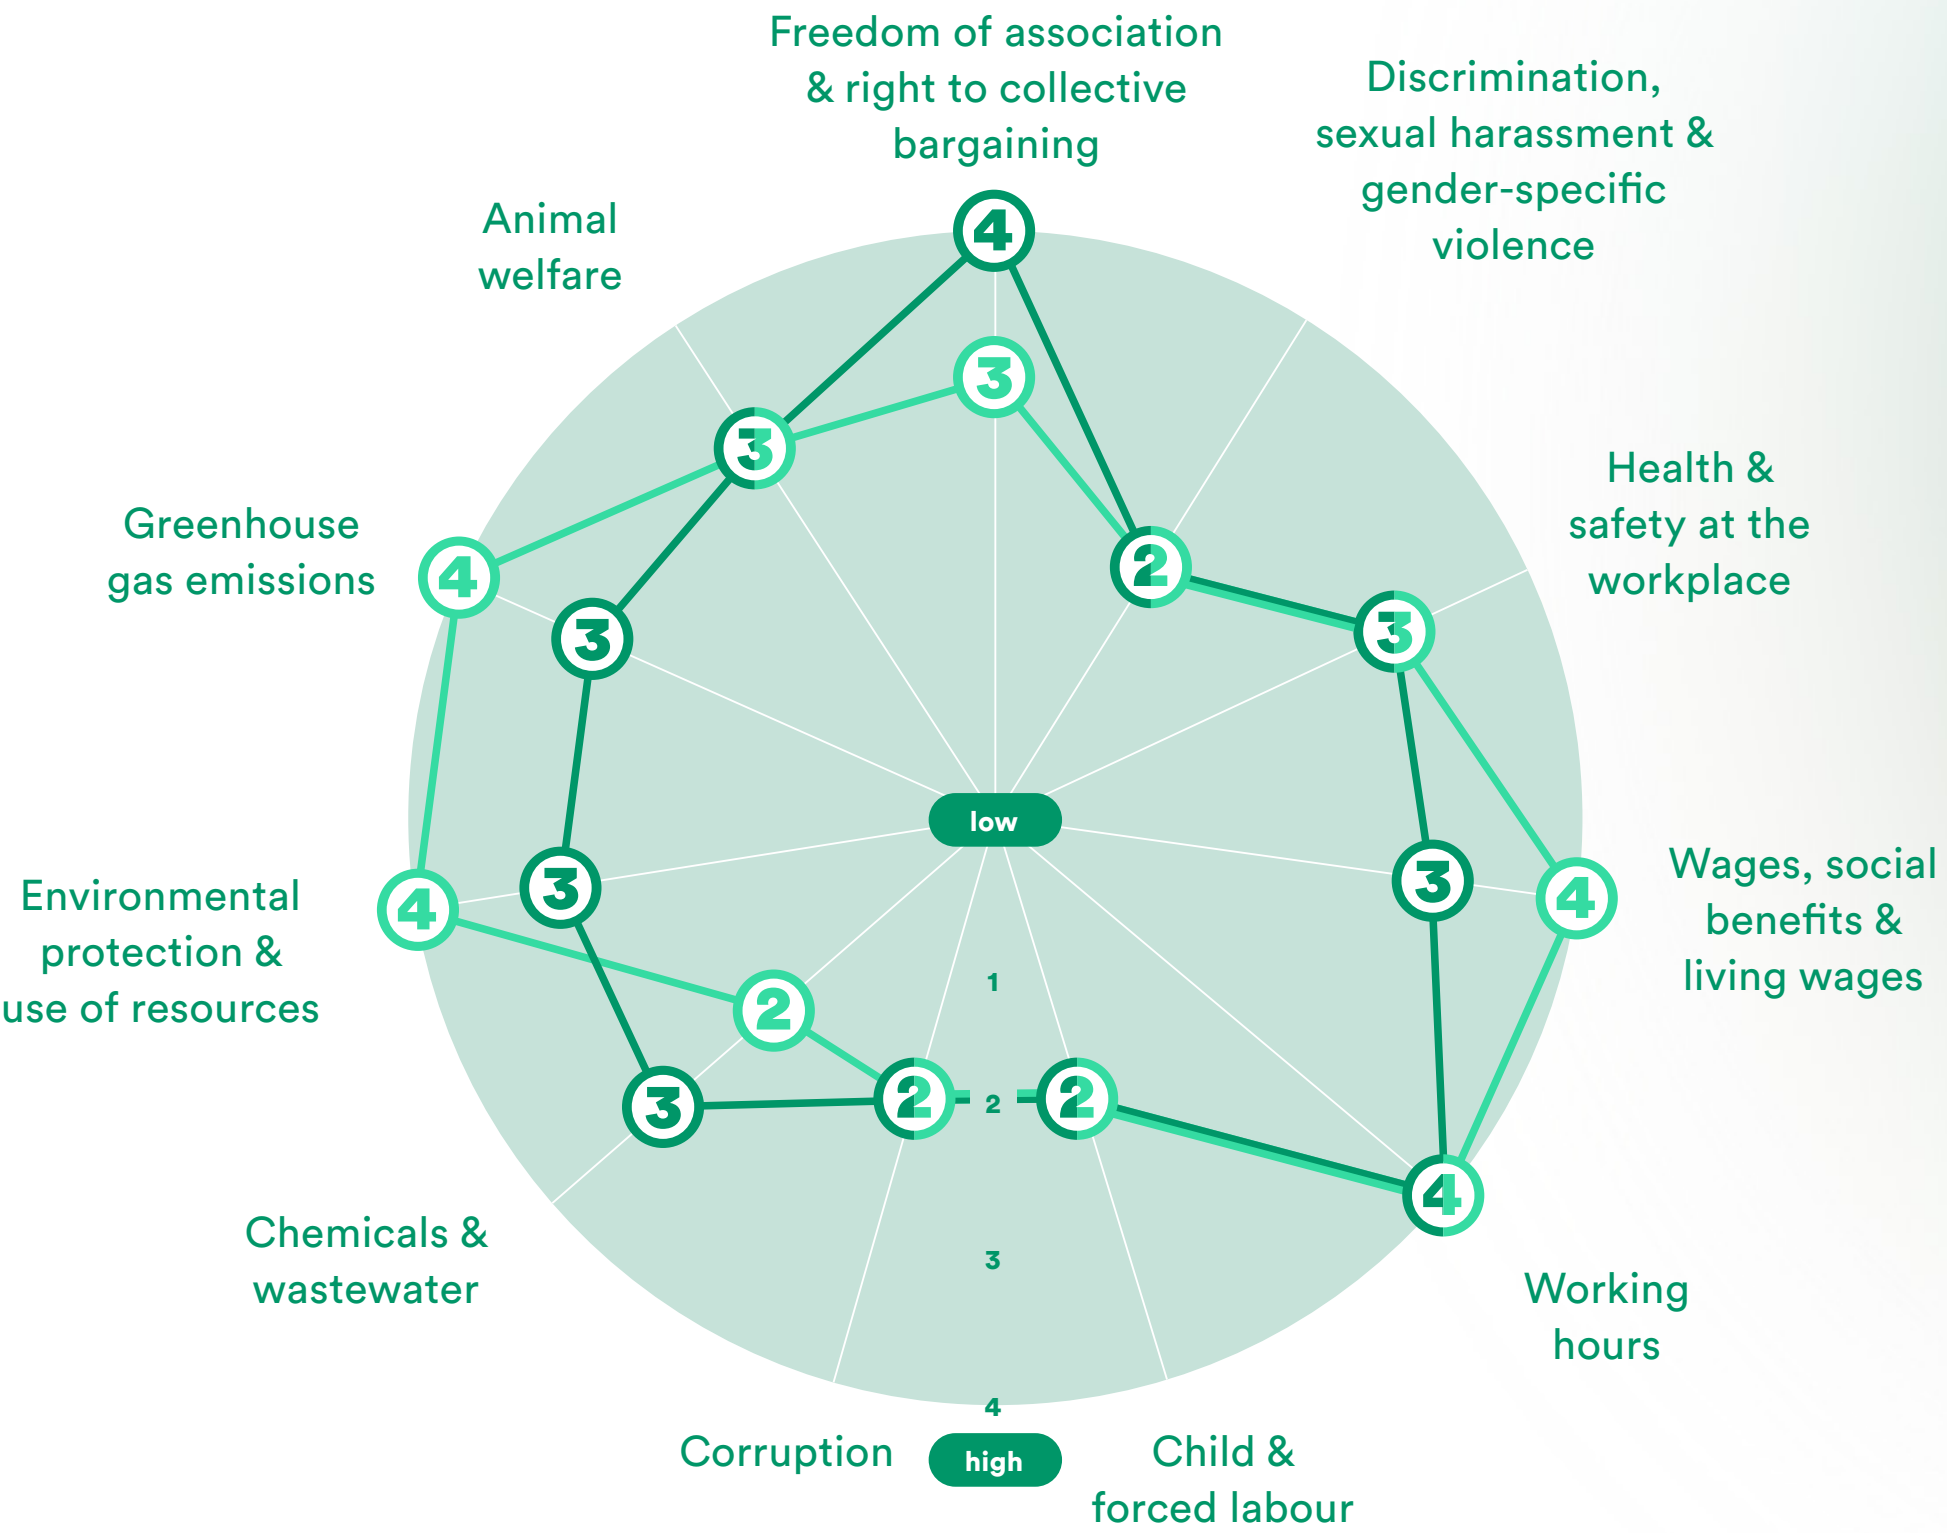 Freedom of association
& right to collective
bargaining
Discrimination,
sexual harassment &
gender-specific
violence
Animal
welfare
4
3
3
2
Health &
safety at the
workplace
3
Greenhouse
gas emissions
4
3
low
Wages, social
benefits &
living wages
3
4
Environmental
protection &
use of resources
4
3
1
2
3
2
2
2
4
3
4
Chemicals &
wastewater
Working
hours
Corruption
high
Child &
forced labour